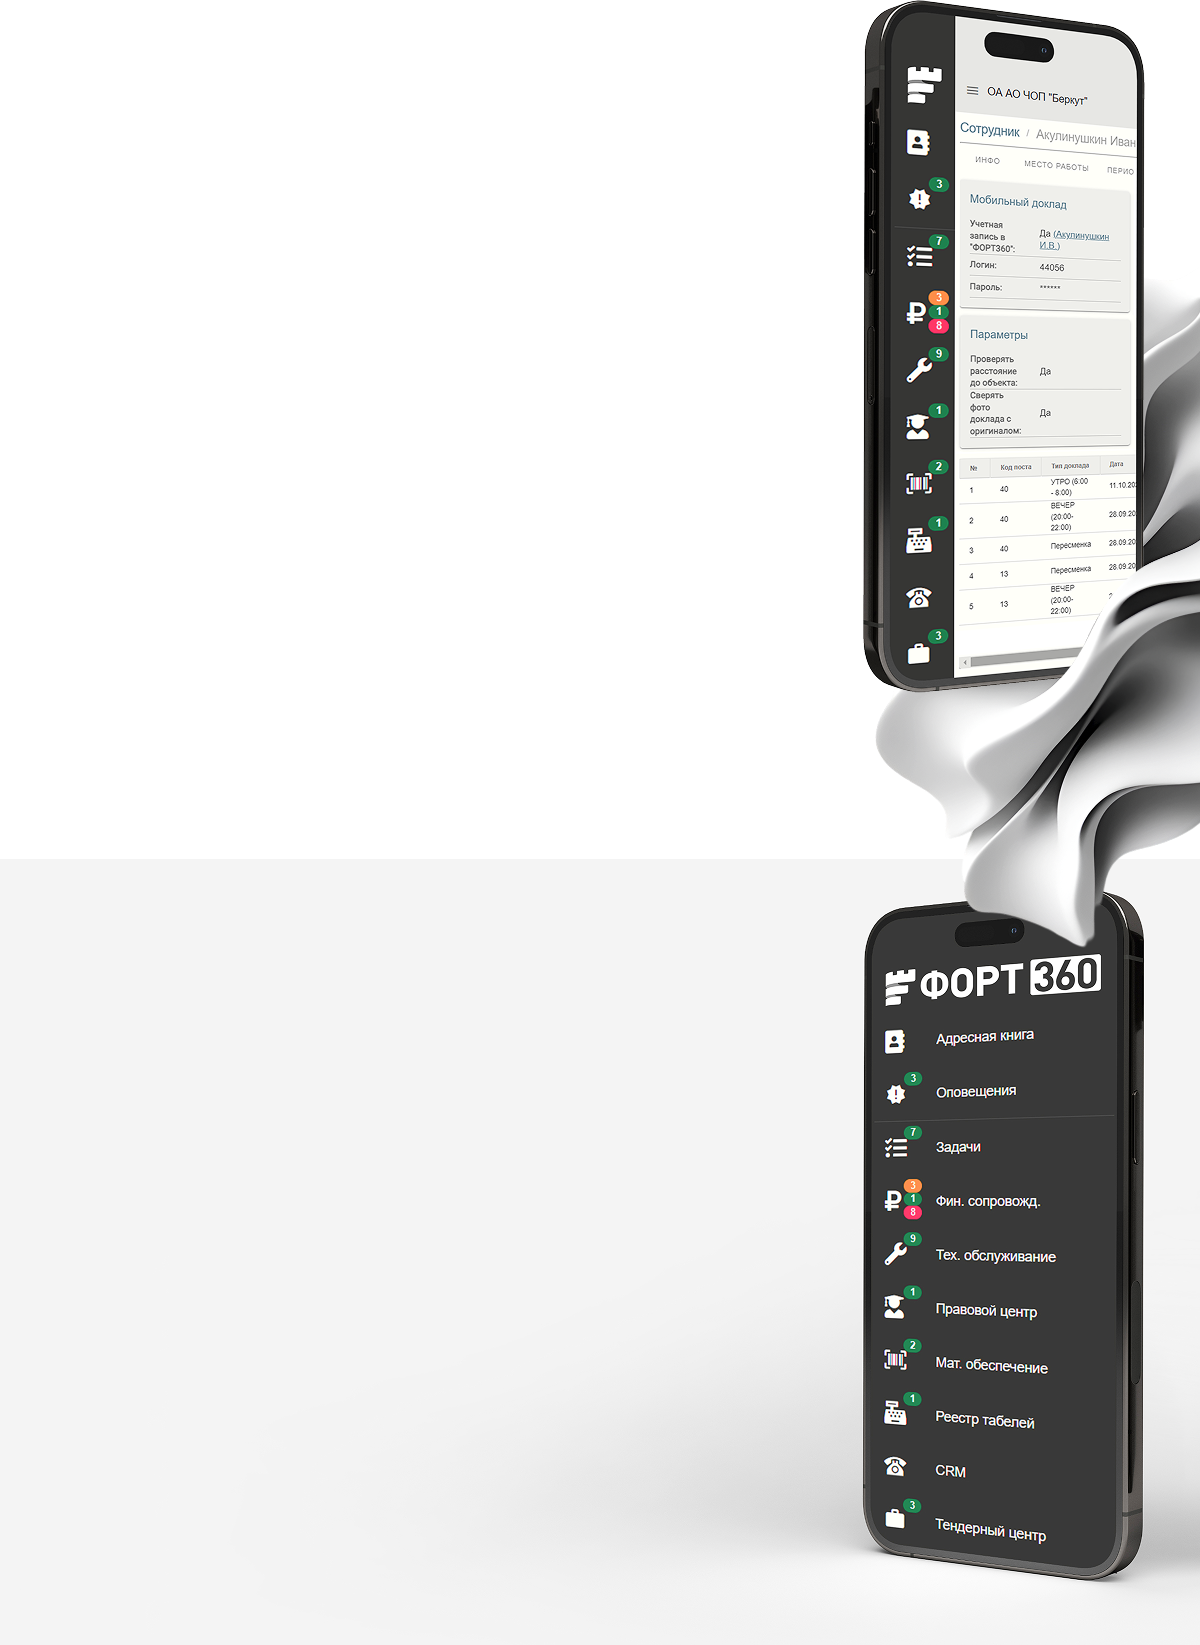 ОА АО ЧОП "Беркут"
Сотрудник / Акулинушкин Иван
ИНФО МЕСТО РАБОТЫ ПЕРИО
3
7
3
1
8
9
1
2
1
3
Мобильный доклад
Учетная
запись в
"ФОРТ360":
Да (Акулинушкин
И.В.)
Логин: 44056
Пароль: ******
Параметры
Проверять
расстояние
до объекта:
Да
Сверять
фото
доклада с
оригиналом:
Да
№ Код поста Тип доклада Дата
1 40 УТРО (6:00
- 8:00) 11.10.20
2 40 ВЕЧЕР
(20:00-
22:00) 28.09.20
3 40 Пересменка 28.09.20
4 13 Пересменка 28.09.20
5 13 ВЕЧЕР
(20:00-
22:00) 2
ФОРТ 360
Адресная книга
3 Оповещения
7 Задачи
3
1 Фин. сопровожд.
8
9 Тех. обслуживание
1 Правовой центр
2 Мат. обеспечение
1 Реестр табелей
CRM
3 Тендерный центр